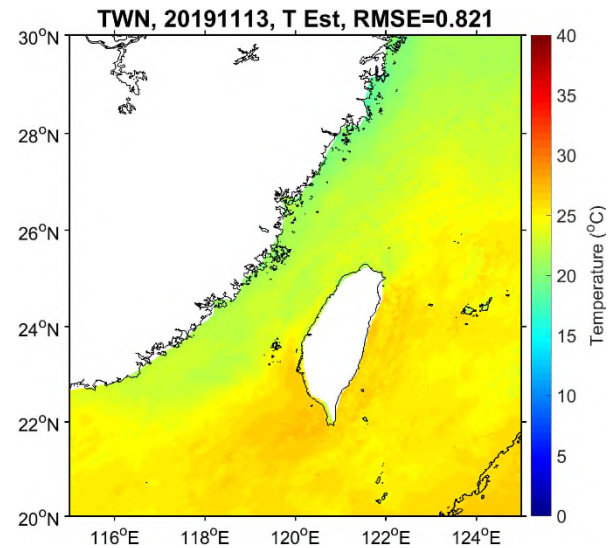 TWN, 20191113, T Est, RMSE=0.821
30°N
28°N
26°N
24°N
22°N
20°N
116°E 118°E 120°E 122°E 124°E
40
35
30
25
20
15
10
5
0
Temperature (°C)